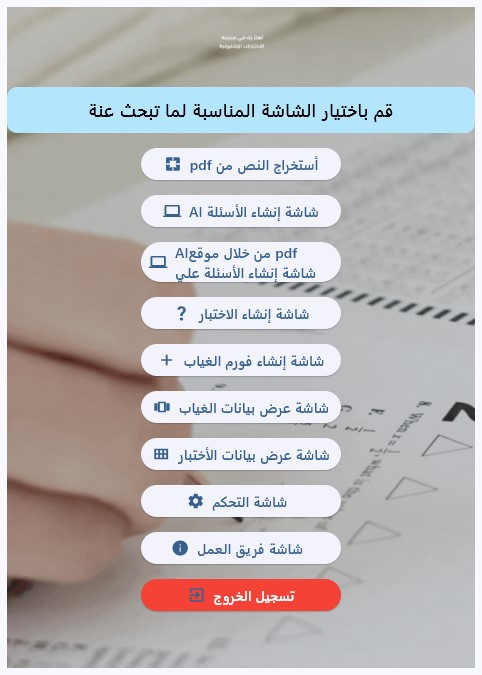 أهلا بك في منصة
الاختبارات الإلكترونية
قم باختيار الشاشة المناسبة لما تبحث عنة
أستخراج النص من pdf
شاشة إنشاء الأسئلة AI
pdf من خلال موقعAI
شاشة إنشاء الأسئلة علي
شاشة إنشاء الاختبار
شاشة إنشاء فورم الغياب
شاشة عرض بيانات الغياب
شاشة عرض بيانات الأختبار
شاشة التحكم
شاشة فريق العمل
تسجيل الخروج
8. When x =